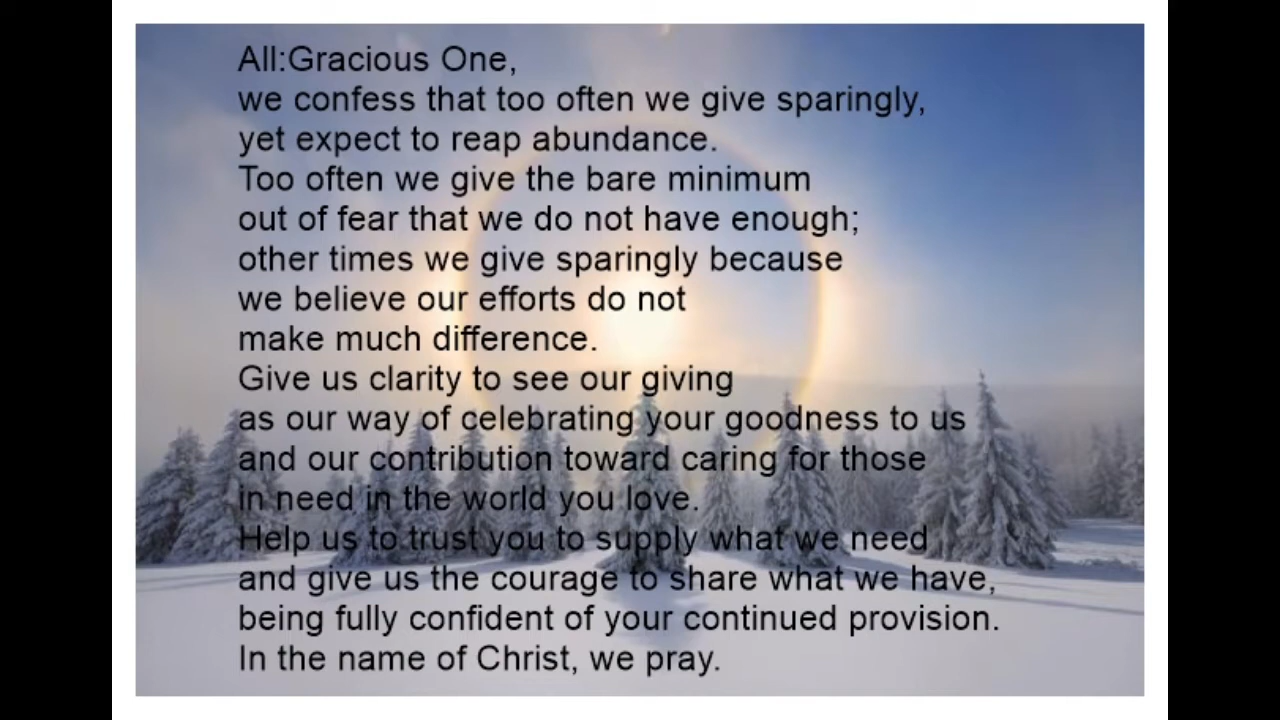 All:Gracious One,
we confess that too often we give sparingly,
yet expect to reap abundance.
Too often we give the bare minimum
out of fear that we do not have enough;
other times we give sparingly because
we believe our efforts do not
make much difference.
Give us clarity to see our giving
as our way of celebrating your goodness to us
and our contribution toward caring for those
in need in the world you love.
Help us to trust you to supply what we need
and give us the courage to share what we have,
being fully confident of your continued provision.
In the name of Christ, we pray.